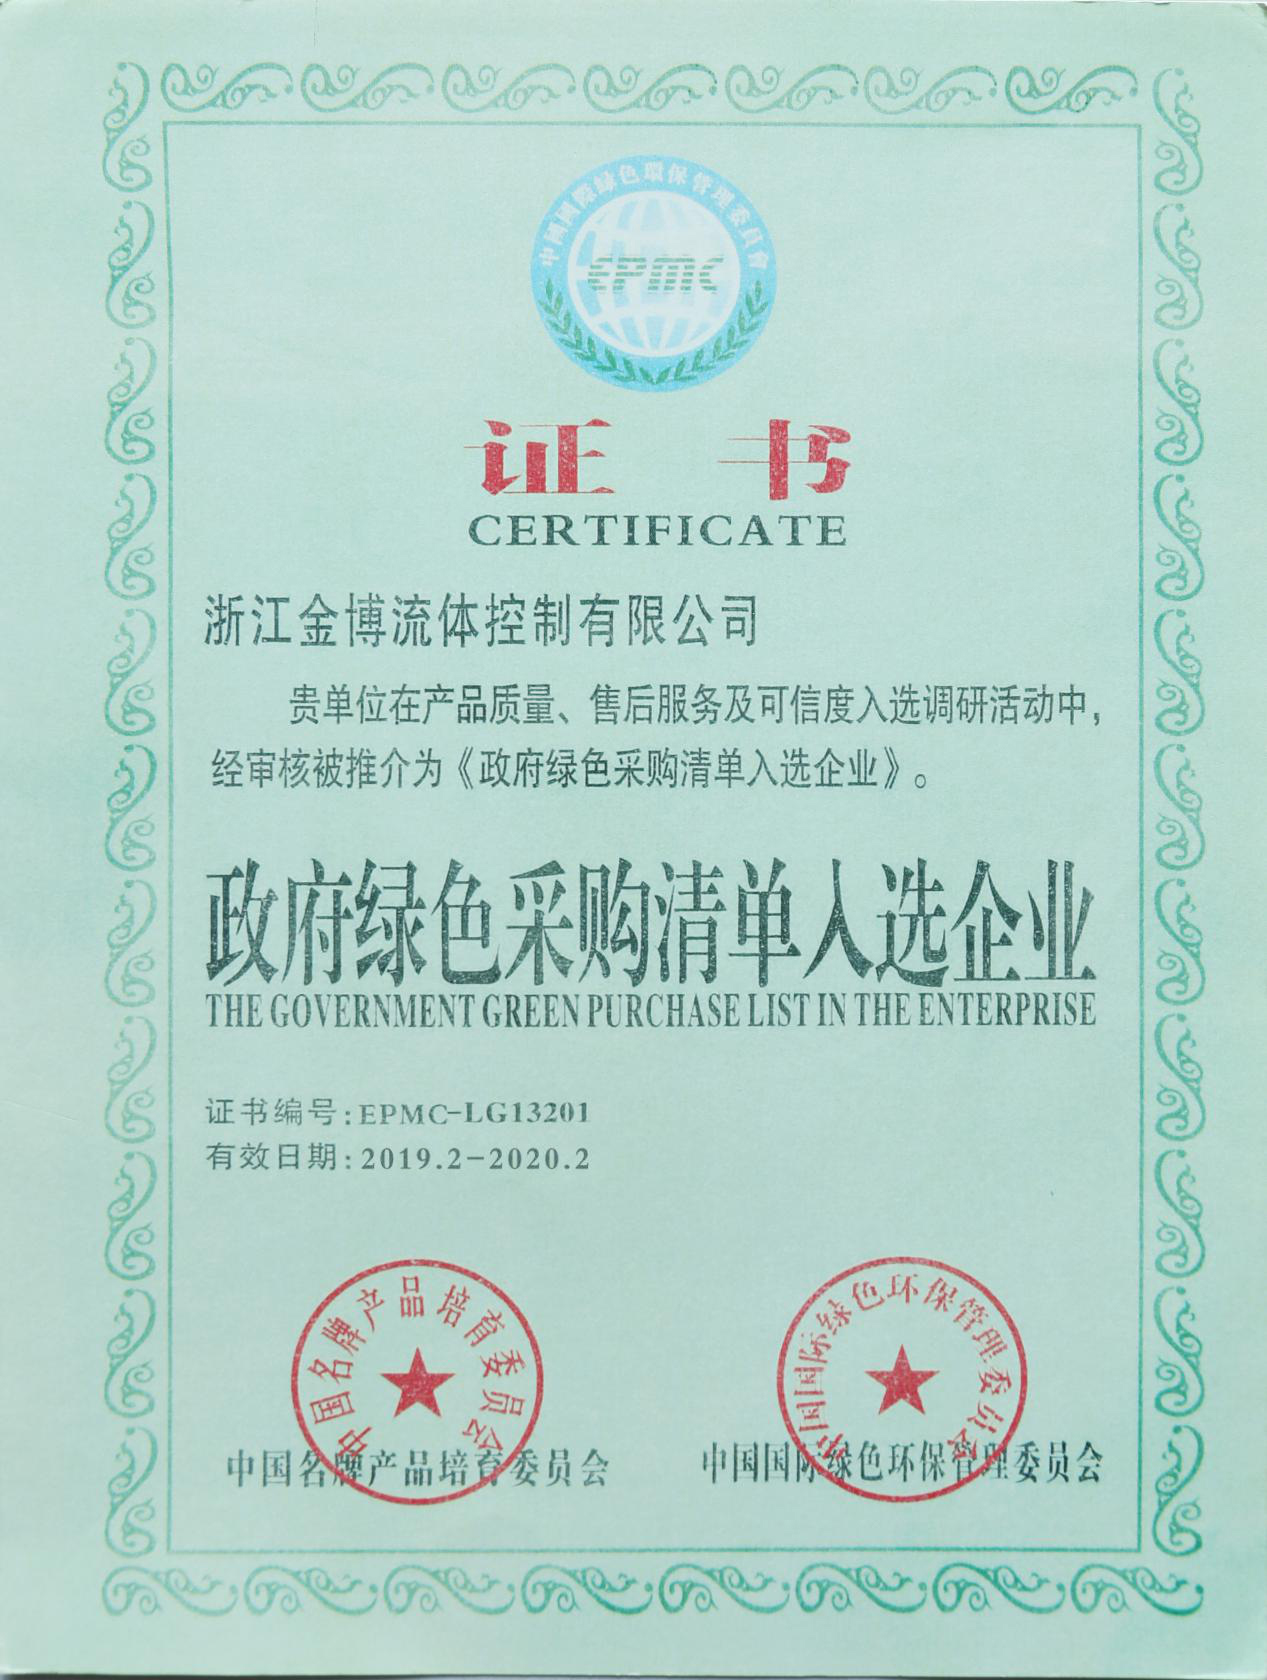 中國國際緑色環保管理委員會
EPMC
证书
CERTIFICATE
浙江金博流体控制有限公司
贵单位在产品质量、售后服务及可信度入选调研活动中，
经审核被推介为《政府绿色采购清单入选企业》。
政府绿色采购清单入选企业
THE GOVERNMENT GREEN PURCHASE LIST IN THE ENTERPRISE
证书编号:EPMC-LG13201
有效日期:2019.2-2020.2
中国名牌产品培育委员会
中国国际绿色环保管理委员会
中国名牌产品培育委员会
中国国际绿色环保管理委员会